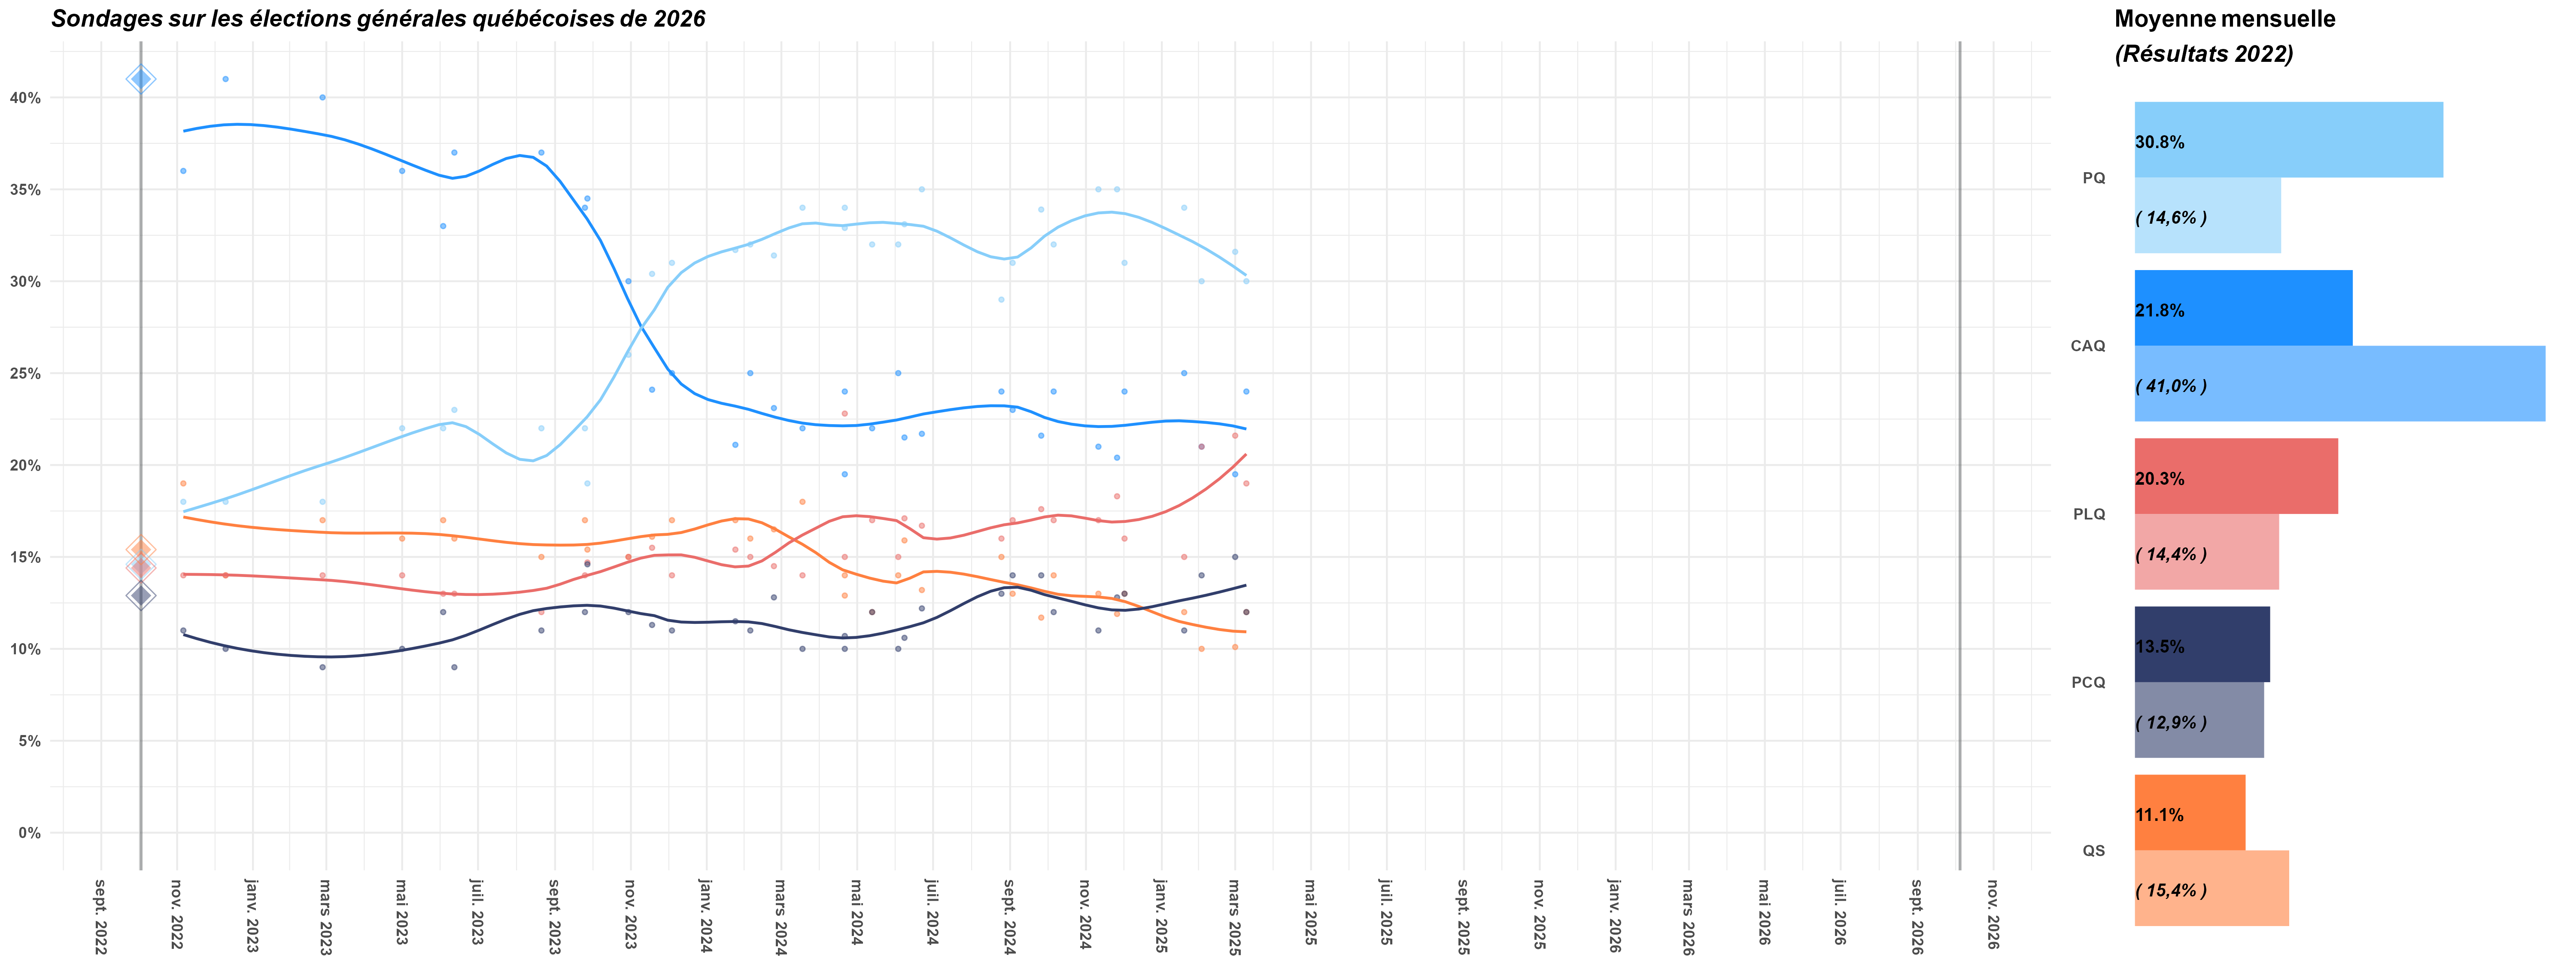 Sondages sur les élections générales québécoises de 2026
40%
35%
30%
25%
20%
15%
10%
5%
0%
sept. 2022
nov. 2022
janv. 2023
mars 2023
mai 2023
juil. 2023
sept. 2023
nov. 2023
janv. 2024
mars 2024
mai 2024
juil. 2024
sept. 2024
nov. 2024
janv. 2025
mars 2025
mai 2025
juil. 2025
sept. 2025
nov. 2025
janv. 2026
mars 2026
mai 2026
juil. 2026
sept. 2026
nov. 2026
Moyenne mensuelle
(Résultats 2022)
PQ
30.8%
( 14,6% )
CAQ
21.8%
( 41,0% )
PLQ
20.3%
( 14,4% )
PCQ
13.5%
( 12,9% )
QS
11.1%
( 15,4% )